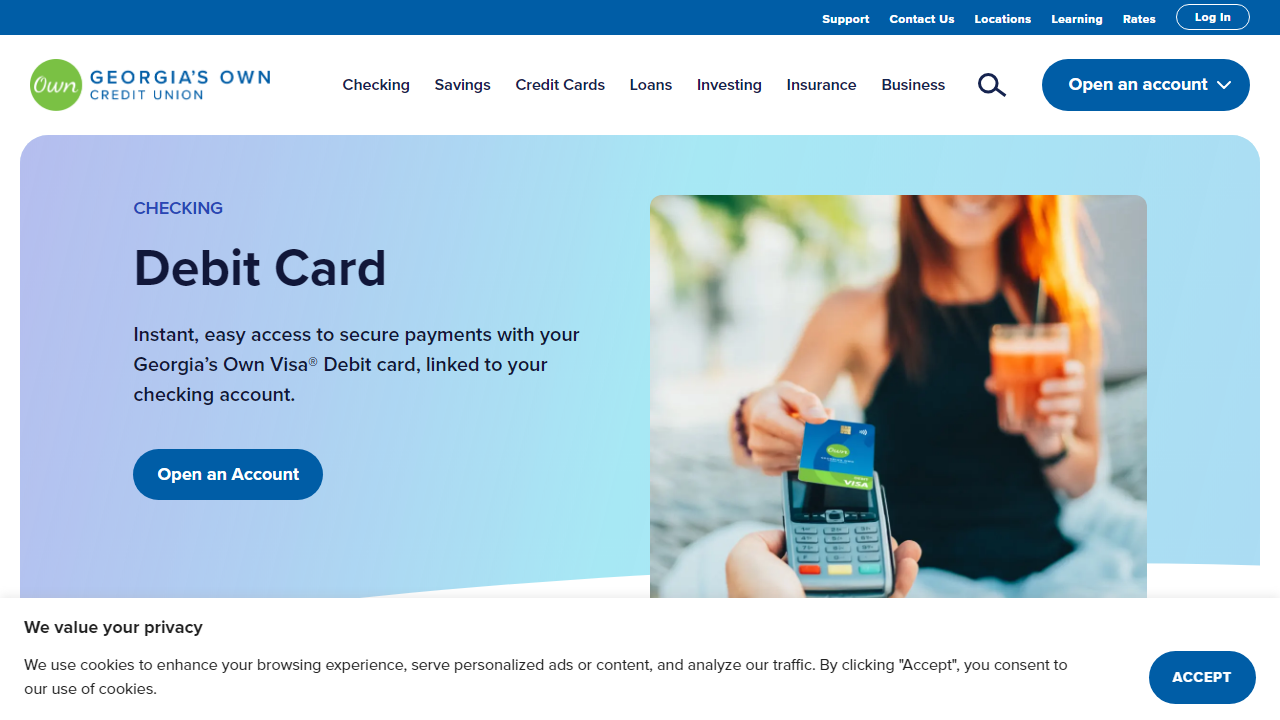 Support Contact Us Locations Learning Rates Log In
Own GEORGIA'S OWN
CREDIT UNION
Checking Savings Credit Cards Loans Investing Insurance Business Open an account
CHECKING
Debit Card
Instant, easy access to secure payments with your
Georgia’s Own Visa® Debit card, linked to your
checking account.
Open an Account
Own
VISA
We value your privacy
We use cookies to enhance your browsing experience, serve personalized ads or content, and analyze our traffic. By clicking "Accept", you consent to
our use of cookies.
ACCEPT